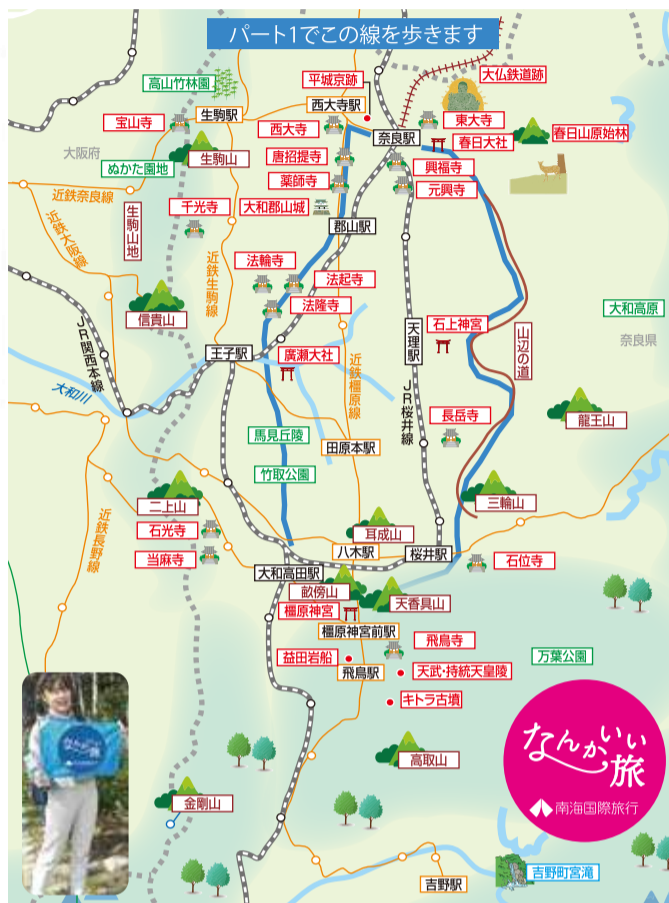 パート1でこの線を歩きます
大仏鉄道跡
平城京跡
高山竹林園
西大寺駅
生駒駅
宝山寺
西大寺
東大寺
奈良駅
春日大社
春日山原始林
大阪府
生駒山
唐招提寺
興福寺
ぬかた園地
薬師寺
元興寺
近鉄奈良線
千光寺
大和郡山城
郡山駅
近鉄大阪線
生駒山地
近鉄生駒線
法輪寺
法起寺
法隆寺
大和高原
信貴山
石上神宮
天理駅
山辺の道
奈良県
JR関西本線
王子駅
廣瀬大社
近鉄橿原線
大和川
JR桜井線
長岳寺
龍王山
馬見丘陵
田原本駅
竹取公園
二上山
三輪山
近鉄長野線
石光寺
耳成山
当麻寺
八木駅
桜井駅
石位寺
大和高田駅
畝傍山
天香具山
橿原神宮
橿原神宮前駅
飛鳥寺
益田岩船
飛鳥駅
万葉公園
天武・持統天皇陵
キトラ古墳
なんかいい旅
なんかいい旅
高取山
金剛山
南海国際旅行
吉野町宮滝
吉野駅